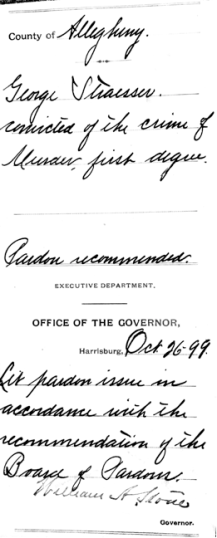 County of Allegheny.
George Straesser.
convicted of the crime of
Murder, first degree.
Pardon recommended.
EXECUTIVE DEPARTMENT.
OFFICE OF THE GOVERNOR,
Harrisburg, Oct 26-99.
Let pardon issue in
accordance with the
recommendation of the
Board of Pardons.
William A. Stone
Governor.